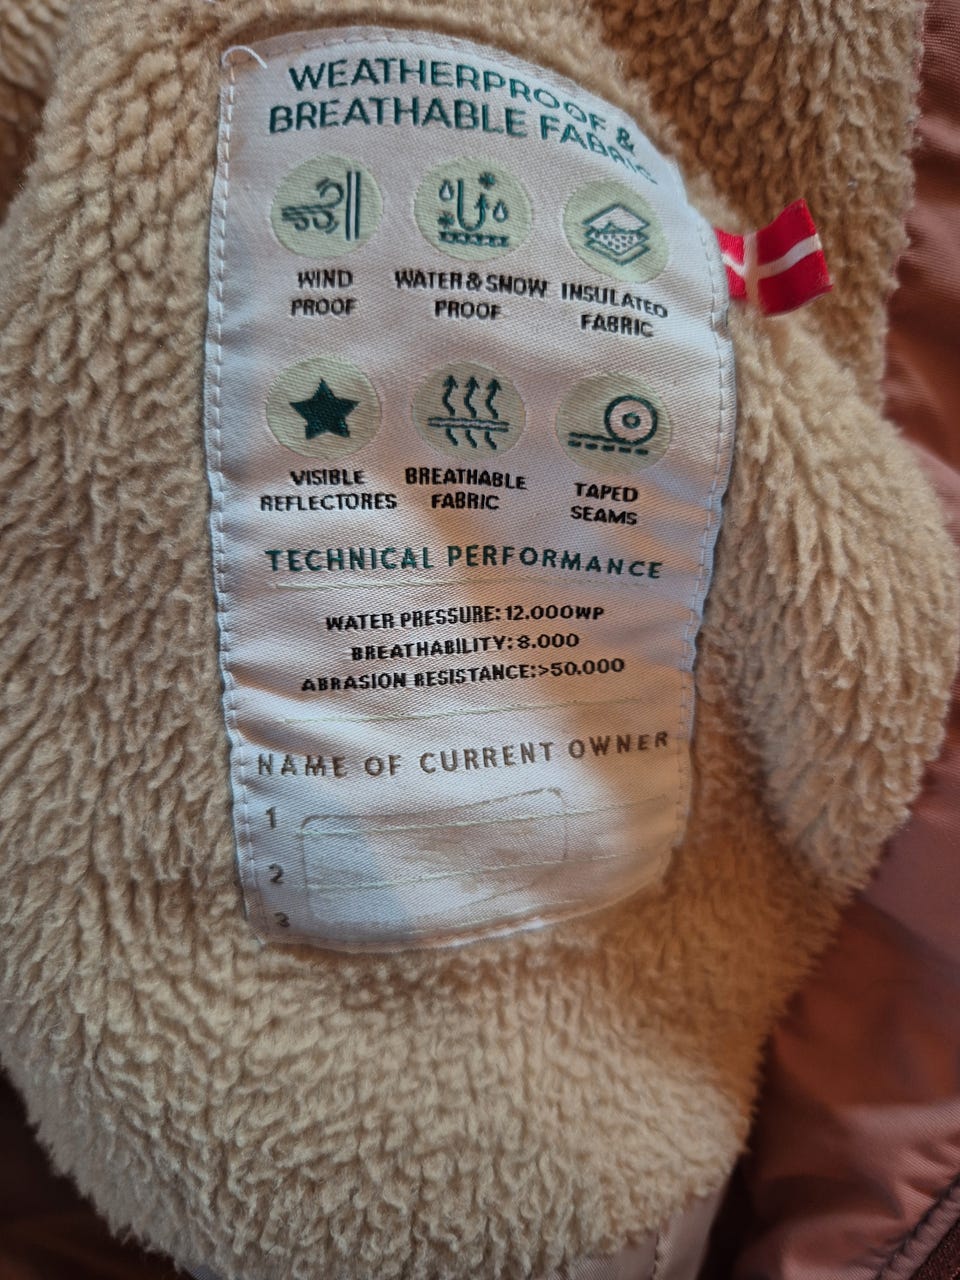 WEATHERPROOF &
BREATHABLE FABRIC
WIND
PROOF
WATER & SNOW
PROOF
INSULATED
FABRIC
VISIBLE
REFLECTORES
BREATHABLE
FABRIC
TAPED
SEAMS
TECHNICAL PERFORMANCE
WATER PRESSURE: 12.000WP
BREATHABILITY: 8.000
ABRASION RESISTANCE: >50.000
NAME OF CURRENT OWNER
1
2
3